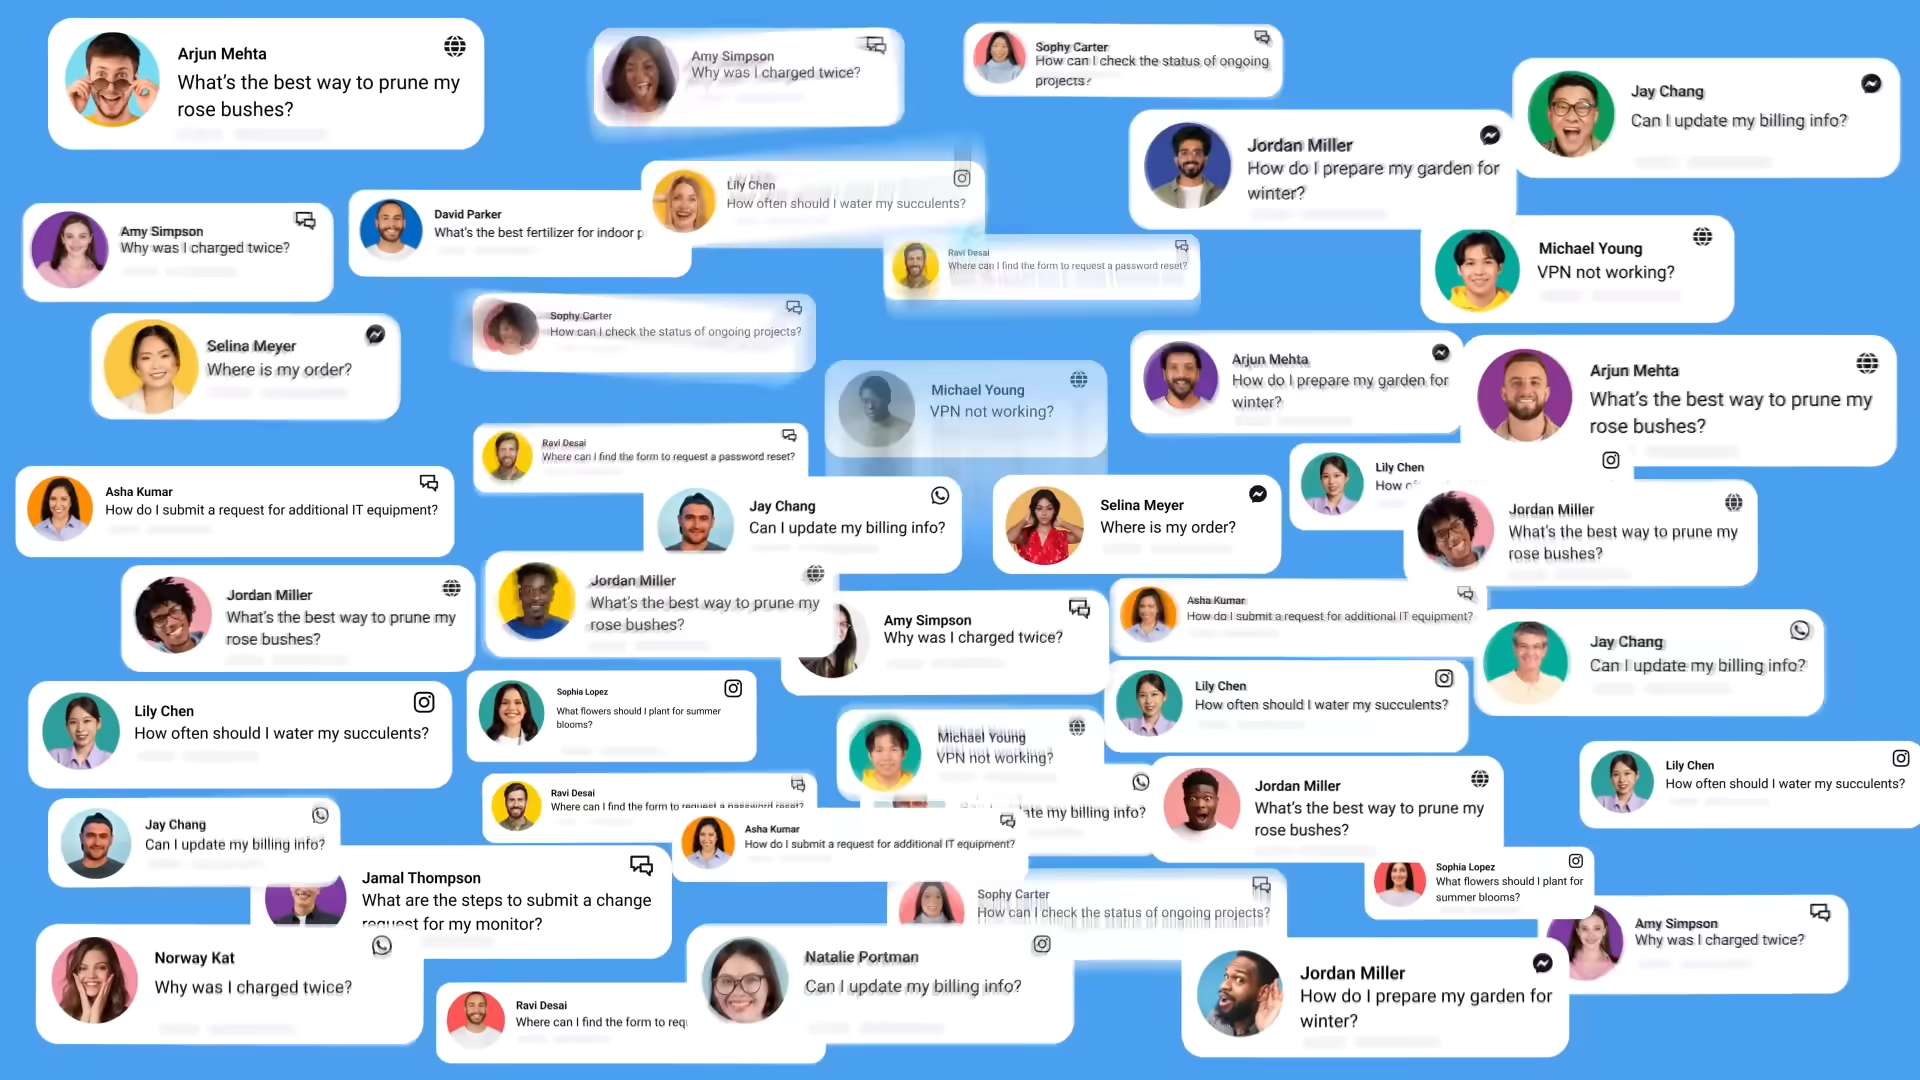 Arjun Mehta
What's the best way to prune my
rose bushes?
Amy Simpson
Why was I charged twice?
Sophy Carter
How can I check the status of ongoing
projects?
Jay Chang
Can I update my billing info?
Jordan Miller
How do I prepare my garden for
winter?
Lily Chen
How often should I water my succulents?
David Parker
What's the best fertilizer for indoor p
Amy Simpson
Why was I charged twice?
Ravi Desai
Where can I find the form to request a password reset?
Michael Young
VPN not working?
Sophy Carter
How can I check the status of ongoing projects?
Selina Meyer
Where is my order?
Arjun Mehta
How do I prepare my garden for
winter?
Arjun Mehta
What's the best way to prune my
rose bushes?
Michael Young
VPN not working?
Ravi Desai
Where can I find the form to request a password reset?
Lily Chen
How
Asha Kumar
How do I submit a request for additional IT equipment?
Jay Chang
Can I update my billing info?
Selina Meyer
Where is my order?
Jordan Miller
What's the best way to prune my
rose bushes?
Jordan Miller
What's the best way to prune my
rose bushes?
Jordan Miller
What's the best way to prune my
rose bushes?
Amy Simpson
Why was I charged twice?
Asha Kumar
How do I submit a request for additional IT equipment?
Jay Chang
Can I update my billing info?
Lily Chen
How often should I water my succulents?
Sophia Lopez
What flowers should I plant for summer
blooms?
Lily Chen
How often should I water my succulents?
Michael Young
VPN not working?
Lily Chen
How often should I water my succulents?
Ravi Desai
Where can I find the form to request a password reset?
my billing info?
Jordan Miller
What's the best way to prune my
rose bushes?
Jay Chang
Can I update my billing info?
Asha Kumar
How do I submit a request for additional IT equipment?
Jamal Thompson
What are the steps to submit a change
request for my monitor?
Sophy Carter
How can I check the status of ongoing projects?
Sophia Lopez
What flowers should I plant for
summer blooms?
Amy Simpson
Why was I charged twice?
Norway Kat
Why was I charged twice?
Natalie Portman
Can I update my billing info?
Jordan Miller
How do I prepare my garden for
winter?
Ravi Desai
Where can I find the form to req